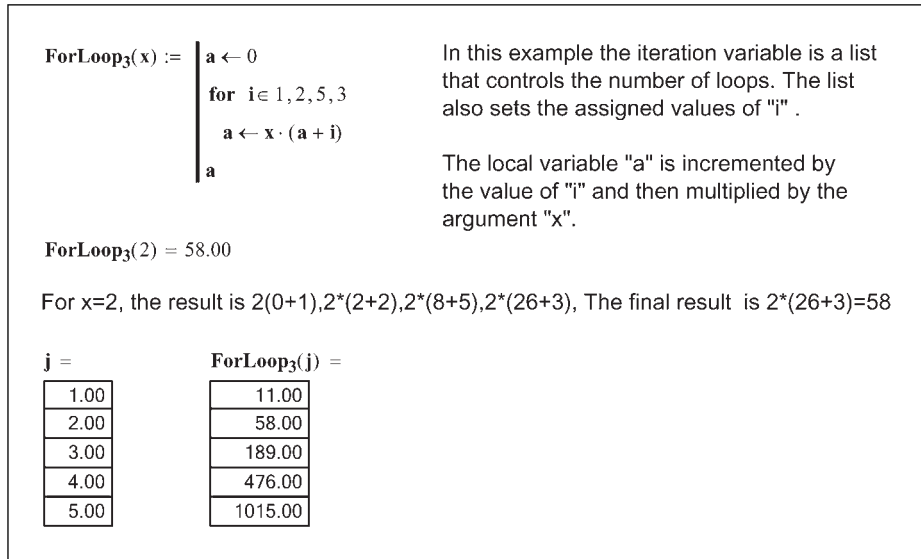 ForLoop₃(x) := a ← 0
for i ∈ 1,2,5,3
a ← x · (a + i)
a
In this example the iteration variable is a list
that controls the number of loops. The list
also sets the assigned values of "i" .
The local variable "a" is incremented by
the value of "i" and then multiplied by the
argument "x".
ForLoop₃(2) = 58.00
For x=2, the result is 2(0+1),2*(2+2),2*(8+5),2*(26+3), The final result is 2*(26+3)=58
j =
1.00
2.00
3.00
4.00
5.00
ForLoop₃(j) =
11.00
58.00
189.00
476.00
1015.00